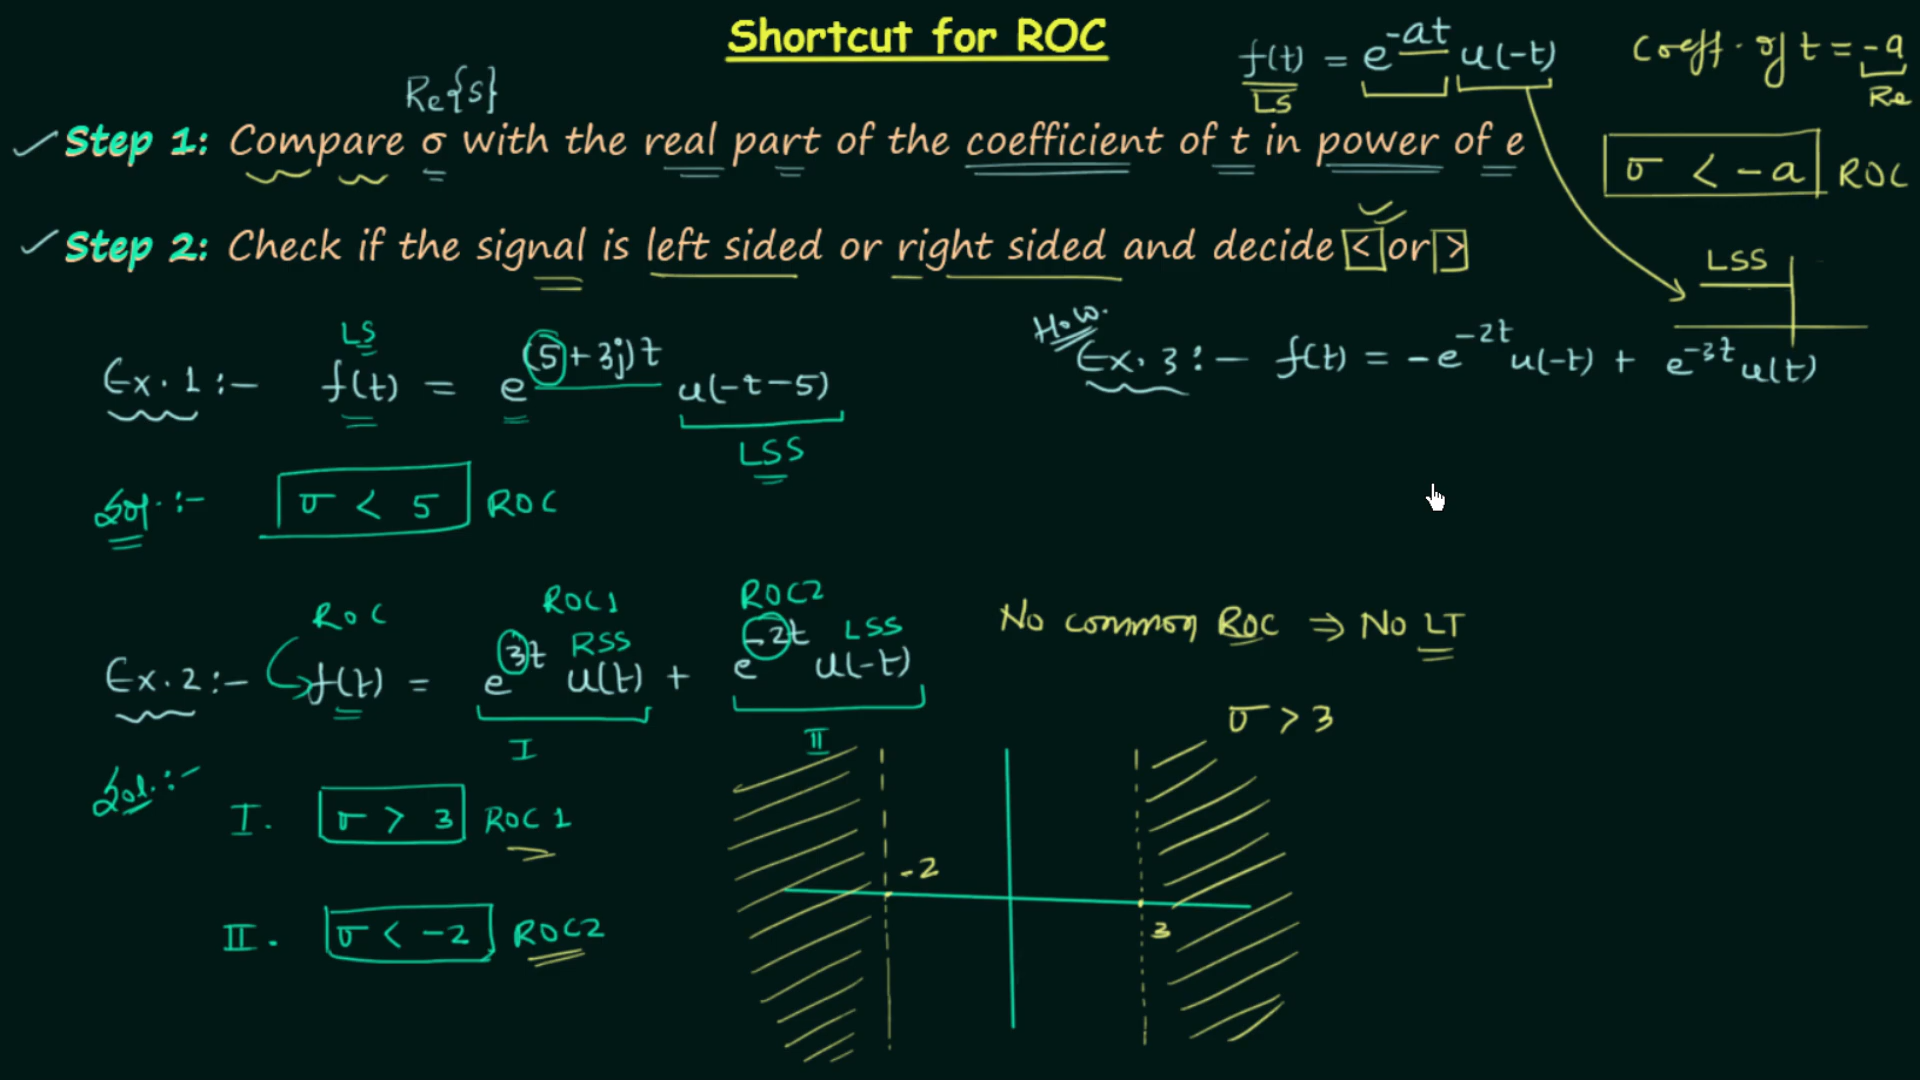 Shortcut for ROC
f(t) = e^-at u(-t)
LS
Coeff. of t = -a
Re
Re{s}
Step 1: Compare σ with the real part of the coefficient of t in power of e
σ < -a ROC
Step 2: Check if the signal is left sided or right sided and decide < or >
LSS
LS
Ex. 1 :- f(t) = e^(5+3j)t u(-t-5)
LSS
H.W.
Ex. 3 :- f(t) = -e^-2t u(-t) + e^-3t u(t)
Sol. :- σ < 5 ROC
ROC ROC1 ROC2
RSS LSS
Ex. 2 :- f(t) = e^3t u(t) + e^-2t u(-t)
I II
No common ROC ⇒ No LT
σ > 3
Sol. :-
I. σ > 3 ROC 1
II. σ < -2 ROC2
-2
3